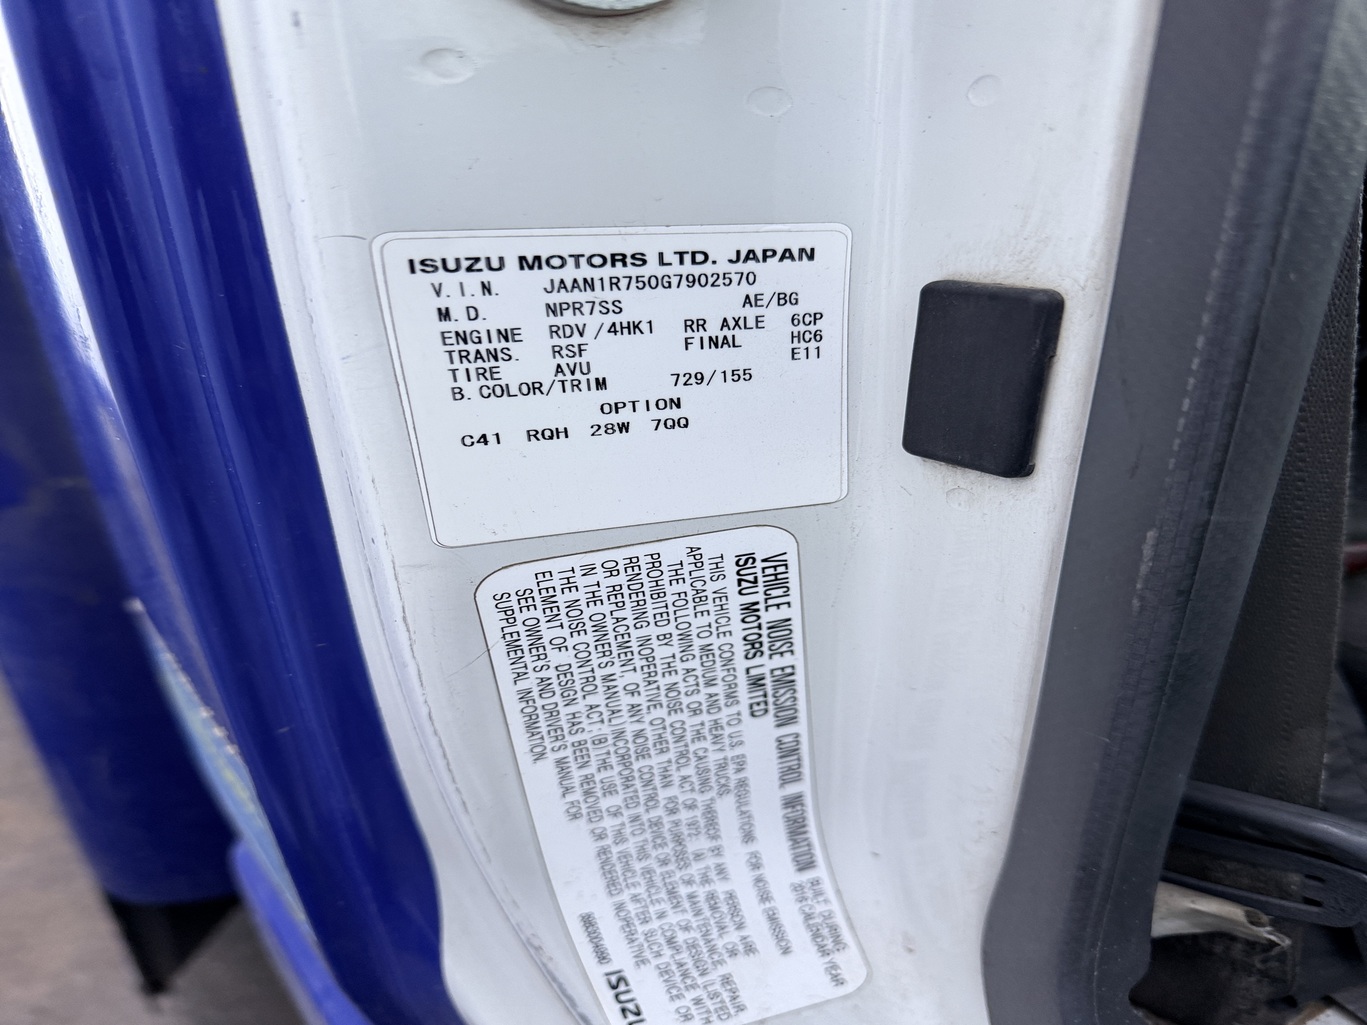 ISUZU MOTORS LTD. JAPAN
V.I.N. JAAN1R750G7902570
M.D. NPR7SS AE/BG
ENGINE RDV/4HK1 RR AXLE 6CP
TRANS. RSF FINAL HC6
TIRE AVU E11
B.COLOR/TRIM 729/155
OPTION
C41 RQH 28W 7QQ
VEHICLE NOISE EMISSION CONTROL INFORMATION
BUILT DURING
ISUZU MOTORS LIMITED
2016 CALENDAR YEAR
THIS VEHICLE CONFORMS TO U.S. EPA REGULATIONS FOR NOISE EMISSION
APPLICABLE TO MEDIUM AND HEAVY TRUCKS.
THE FOLLOWING ACTS OR THE CAUSING THEREOF BY ANY PERSON ARE
PROHIBITED BY THE NOISE CONTROL ACT OF 1972: (A) THE REMOVAL OR
RENDERING INOPERATIVE, OTHER THAN FOR PURPOSES OF MAINTENANCE, REPAIR,
OR REPLACEMENT, OF ANY NOISE CONTROL DEVICE OR ELEMENT OF DESIGN (LISTED
IN THE OWNER'S MANUAL) INCORPORATED INTO THIS VEHICLE IN COMPLIANCE WITH
THE NOISE CONTROL ACT; (B) THE USE OF THIS VEHICLE AFTER SUCH DEVICE OR
ELEMENT OF DESIGN HAS BEEN REMOVED OR RENDERED INOPERATIVE.
SEE OWNER'S AND DRIVER'S MANUAL FOR
SUPPLEMENTAL INFORMATION.
ISUZU